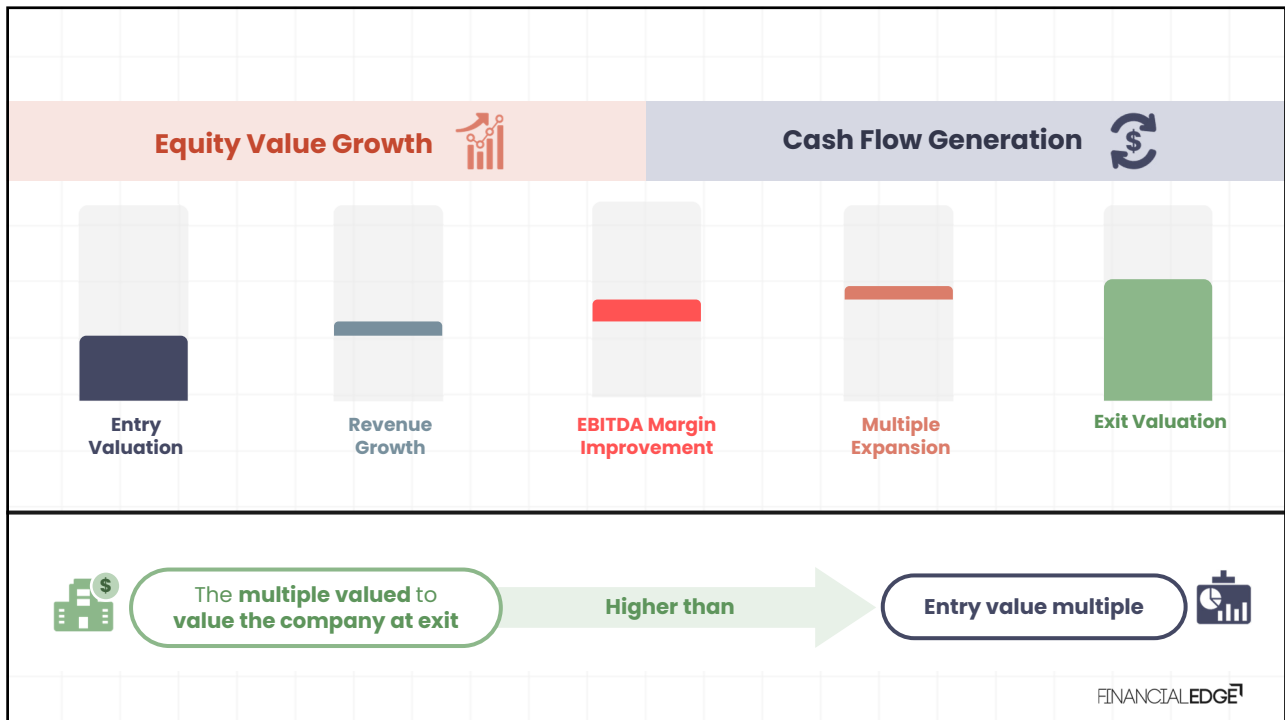 Equity Value Growth
Cash Flow Generation
$
Entry
Valuation
Revenue
Growth
EBITDA Margin
Improvement
Multiple
Expansion
Exit Valuation
$
The multiple valued to
value the company at exit
Higher than
Entry value multiple
FINANCIALEDGE